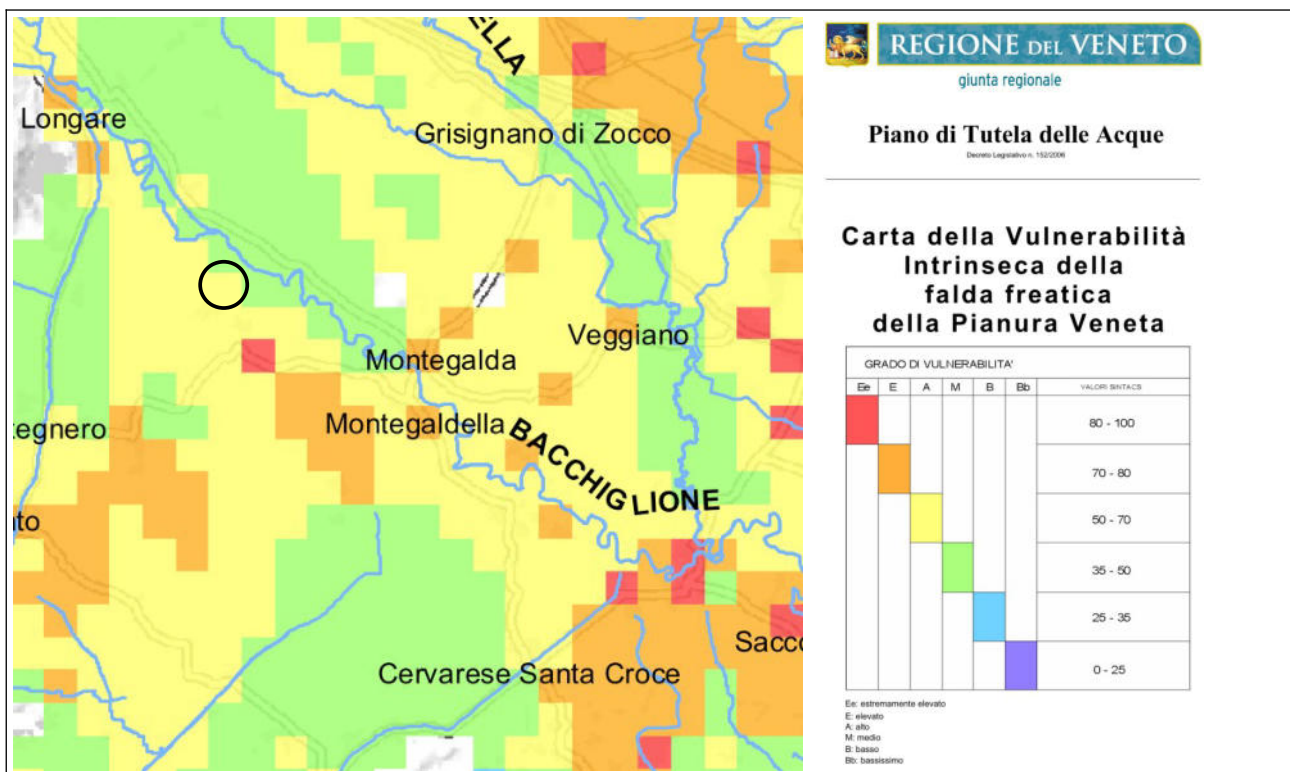 ELLA
Longare
Grisignano di Zocco
Veggiano
Montegalda
Montegaldella
BACCHIGLIONE
egnero
to
Sacco
Cervarese Santa Croce
REGIONE DEL VENETO
giunta regionale
Piano di Tutela delle Acque
Decreto Legislativo n. 152/2006
Carta della Vulnerabilità
Intrinseca della
falda freatica
della Pianura Veneta
GRADO DI VULNERABILITA'
Ee E A M B Bb VALORI SINTACS
80 - 100
70 - 80
50 - 70
35 - 50
25 - 35
0 - 25
Ee: estremamente elevato
E: elevato
A: alto
M: medio
B: basso
Bb: bassissimo